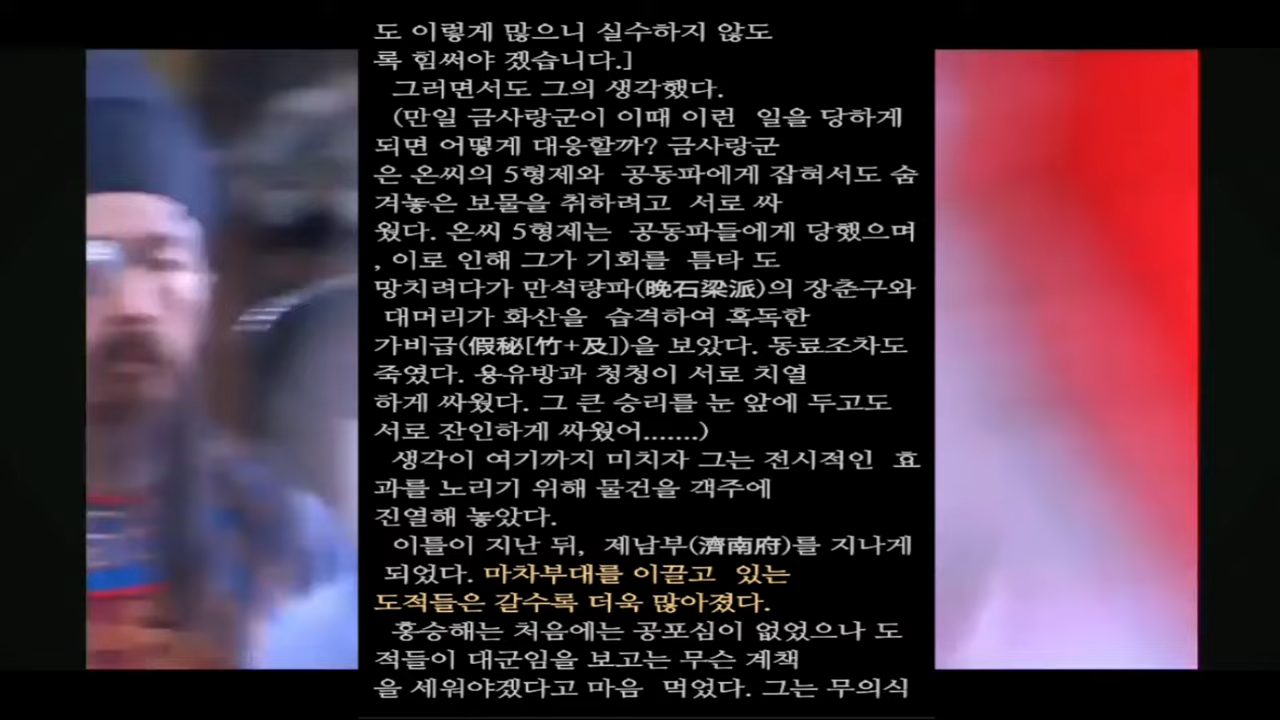 도 이렇게 많으니 실수하지 않도
록 힘써야 겠습니다.]
그러면서도 그의 생각했다.
(만일 금사랑군이 이때 이런 일을 당하게
되면 어떻게 대응할까? 금사랑군
은 온씨의 5형제와 공동파에게 잡혀서도 숨
겨놓은 보물을 취하려고 서로 싸
웠다. 온씨 5형제는 공동파들에게 당했으며
, 이로 인해 그가 기회를 틈타 도
망치려다가 만석량파(晩石梁派)의 장춘구와
대머리가 화산을 습격하여 혹독한
가비급(假秘[竹+及])을 보았다. 동료조차도
죽였다. 용유방과 청청이 서로 치열
하게 싸웠다. 그 큰 승리를 눈 앞에 두고도
서로 잔인하게 싸웠어.......)
생각이 여기까지 미치자 그는 전시적인 효
과를 노리기 위해 물건을 객주에
진열해 놓았다.
이틀이 지난 뒤, 제남부(濟南府)를 지나게
되었다. 마차부대를 이끌고 있는
도적들은 갈수록 더욱 많아졌다.
홍승해는 처음에는 공포심이 없었으나 도
적들이 대군임을 보고는 무슨 계책
을 세워야겠다고 마음 먹었다. 그는 무의식